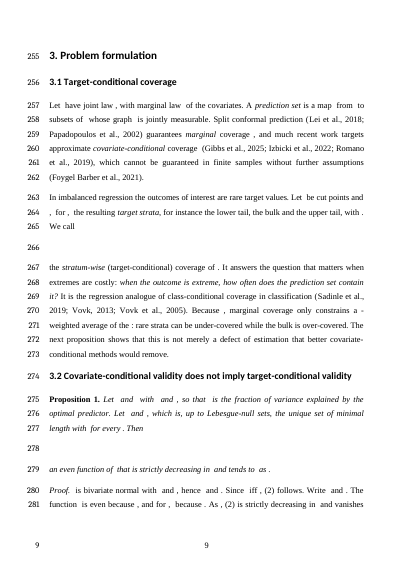 255 3. Problem formulation
256 3.1 Target-conditional coverage
257 Let have joint law , with marginal law of the covariates. A prediction set is a map from to
258 subsets of whose graph is jointly measurable. Split conformal prediction (Lei et al., 2018;
259 Papadopoulos et al., 2002) guarantees marginal coverage , and much recent work targets
260 approximate covariate-conditional coverage (Gibbs et al., 2025; Izbicki et al., 2022; Romano
261 et al., 2019), which cannot be guaranteed in finite samples without further assumptions
262 (Foygel Barber et al., 2021).
263 In imbalanced regression the outcomes of interest are rare target values. Let be cut points and
264 , for , the resulting target strata, for instance the lower tail, the bulk and the upper tail, with .
265 We call
266
267 the stratum-wise (target-conditional) coverage of . It answers the question that matters when
268 extremes are costly: when the outcome is extreme, how often does the prediction set contain
269 it? It is the regression analogue of class-conditional coverage in classification (Sadinle et al.,
270 2019; Vovk, 2013; Vovk et al., 2005). Because , marginal coverage only constrains a -
271 weighted average of the : rare strata can be under-covered while the bulk is over-covered. The
272 next proposition shows that this is not merely a defect of estimation that better covariate-
273 conditional methods would remove.
274 3.2 Covariate-conditional validity does not imply target-conditional validity
275 Proposition 1. Let and with and , so that is the fraction of variance explained by the
276 optimal predictor. Let and , which is, up to Lebesgue-null sets, the unique set of minimal
277 length with for every . Then
278
279 an even function of that is strictly decreasing in and tends to as .
280 Proof. is bivariate normal with and , hence and . Since iff , (2) follows. Write and . The
281 function is even because , and for , because . As , (2) is strictly decreasing in and vanishes
9 9